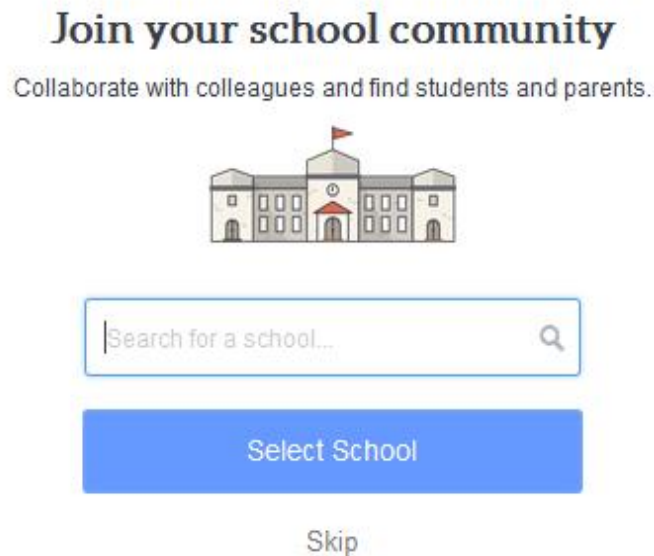 Join your school community
Collaborate with colleagues and find students and parents.
Search for a school...
Select School
Skip